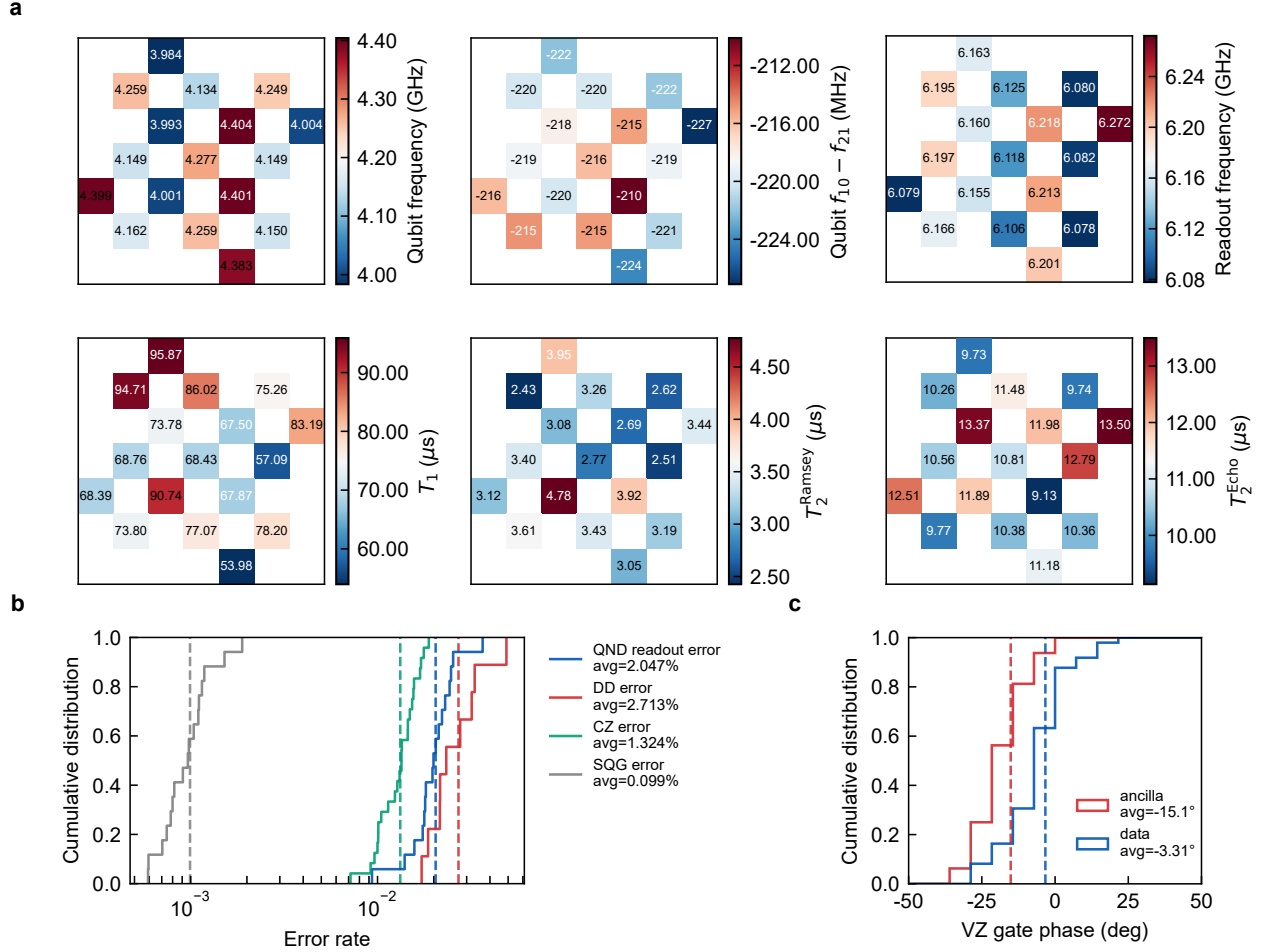 a
3.984
4.259 4.134 4.249
3.993 4.404 4.004
4.149 4.277 4.149
4.399 4.001 4.401
4.162 4.259 4.150
4.383
4.40
4.30
4.20
4.10
4.00
Qubit frequency (GHz)
-222
-220 -220 -222
-218 -215 -227
-219 -216 -219
-216 -220 -210
-215 -215 -221
-224
-212.00
-216.00
-220.00
-224.00
Qubit f10 − f21 (MHz)
6.163
6.195 6.125 6.080
6.160 6.218 6.272
6.197 6.118 6.082
6.079 6.155 6.213
6.166 6.106 6.078
6.201
6.24
6.20
6.16
6.12
6.08
Readout frequency (GHz)
95.87
94.71 86.02 75.26
73.78 67.50 83.19
68.76 68.43 57.09
68.39 90.74 67.87
73.80 77.07 78.20
53.98
90.00
80.00
70.00
60.00
T1 (μs)
3.95
2.43 3.26 2.62
3.08 2.69 3.44
3.40 2.77 2.51
3.12 4.78 3.92
3.61 3.43 3.19
3.05
4.50
4.00
3.50
3.00
2.50
T2Ramsey (μs)
9.73
10.26 11.48 9.74
13.37 11.98 13.50
10.56 10.81 12.79
12.51 11.89 9.13
9.77 10.38 10.36
11.18
13.00
12.00
11.00
10.00
T2Echo (μs)
b
1.0
0.8
0.6
0.4
0.2
0.0
Cumulative distribution
10−3 10−2
Error rate
QND readout error
avg=2.047%
DD error
avg=2.713%
CZ error
avg=1.324%
SQG error
avg=0.099%
c
1.0
0.8
0.6
0.4
0.2
0.0
Cumulative distribution
ancilla
avg=-15.1°
data
avg=-3.31°
-50 -25 0 25 50
VZ gate phase (deg)